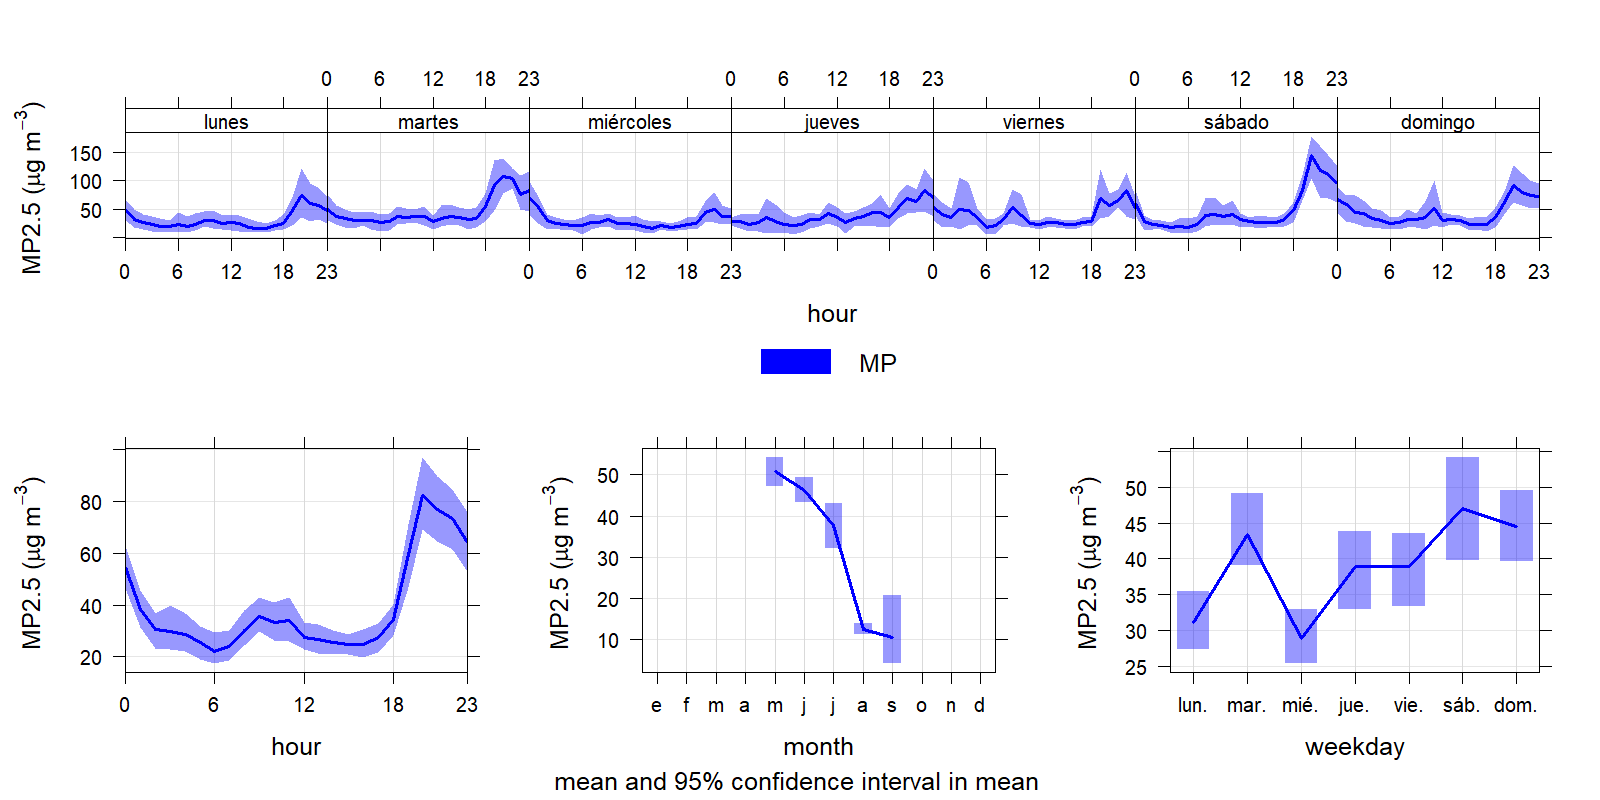 0 6 12 18 23 0 6 12 18 23 0 6 12 18 23
lunes martes miércoles jueves viernes sábado domingo
MP2.5 (μg m⁻³)
150
100
50
0 6 12 18 23 0 6 12 18 23 0 6 12 18 23 0 6 12 18 23
hour
MP
MP2.5 (μg m⁻³)
80
60
40
20
0 6 12 18 23
hour
MP2.5 (μg m⁻³)
50
40
30
20
10
e f m a m j j a s o n d
month
MP2.5 (μg m⁻³)
50
45
40
35
30
25
lun. mar. mié. jue. vie. sáb. dom.
weekday
mean and 95% confidence interval in mean